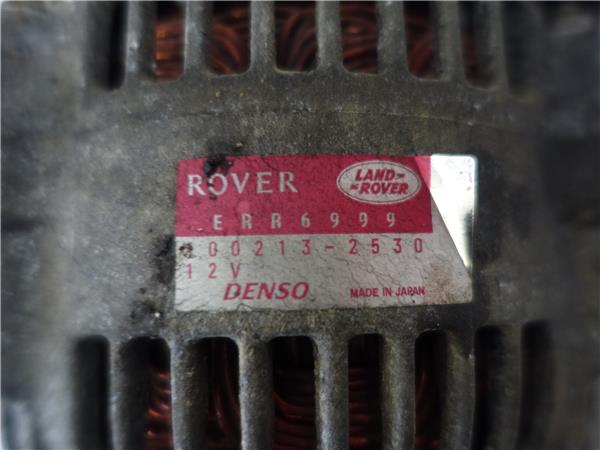 ROVER LAND ROVER
ERR6999
100213-2530
12V
DENSO MADE IN JAPAN